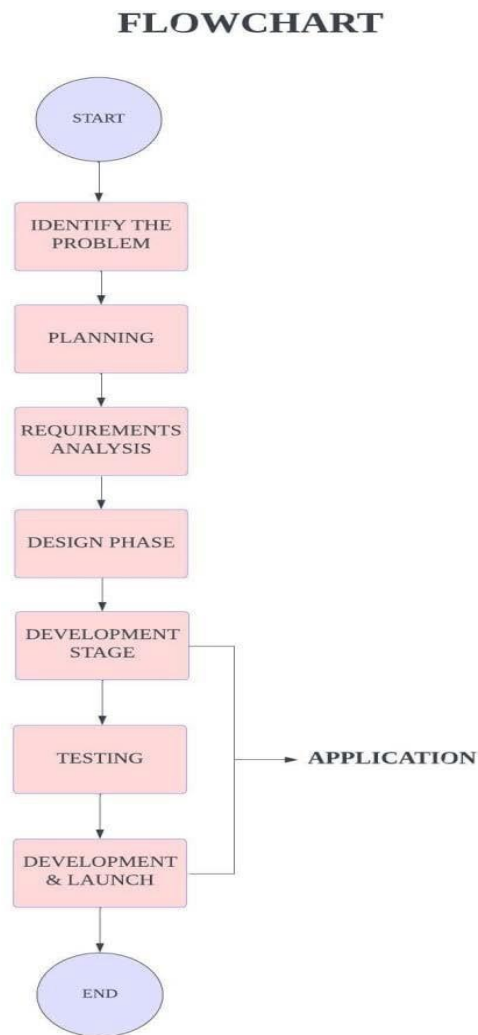 FLOWCHART
START
IDENTIFY THE
PROBLEM
PLANNING
REQUIREMENTS
ANALYSIS
DESIGN PHASE
DEVELOPMENT
STAGE
TESTING
APPLICATION
DEVELOPMENT
& LAUNCH
END